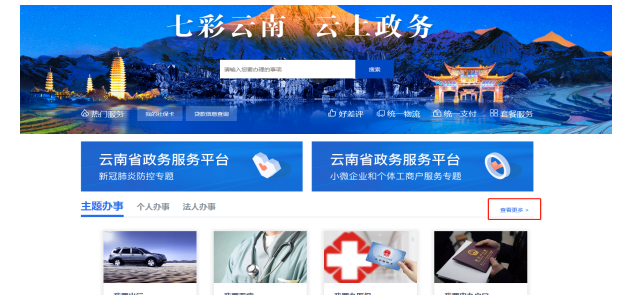 七彩云南 云上政务
请输入您要办理的事项 搜索
热门服务 我的社保卡 贷款信息查询 好差评 统一物流 统一支付 套餐服务
云南省政务服务平台 云南省政务服务平台
新冠肺炎防控专题 小微企业和个体工商户服务专题
主题办事 个人办事 法人办事 查看更多 >